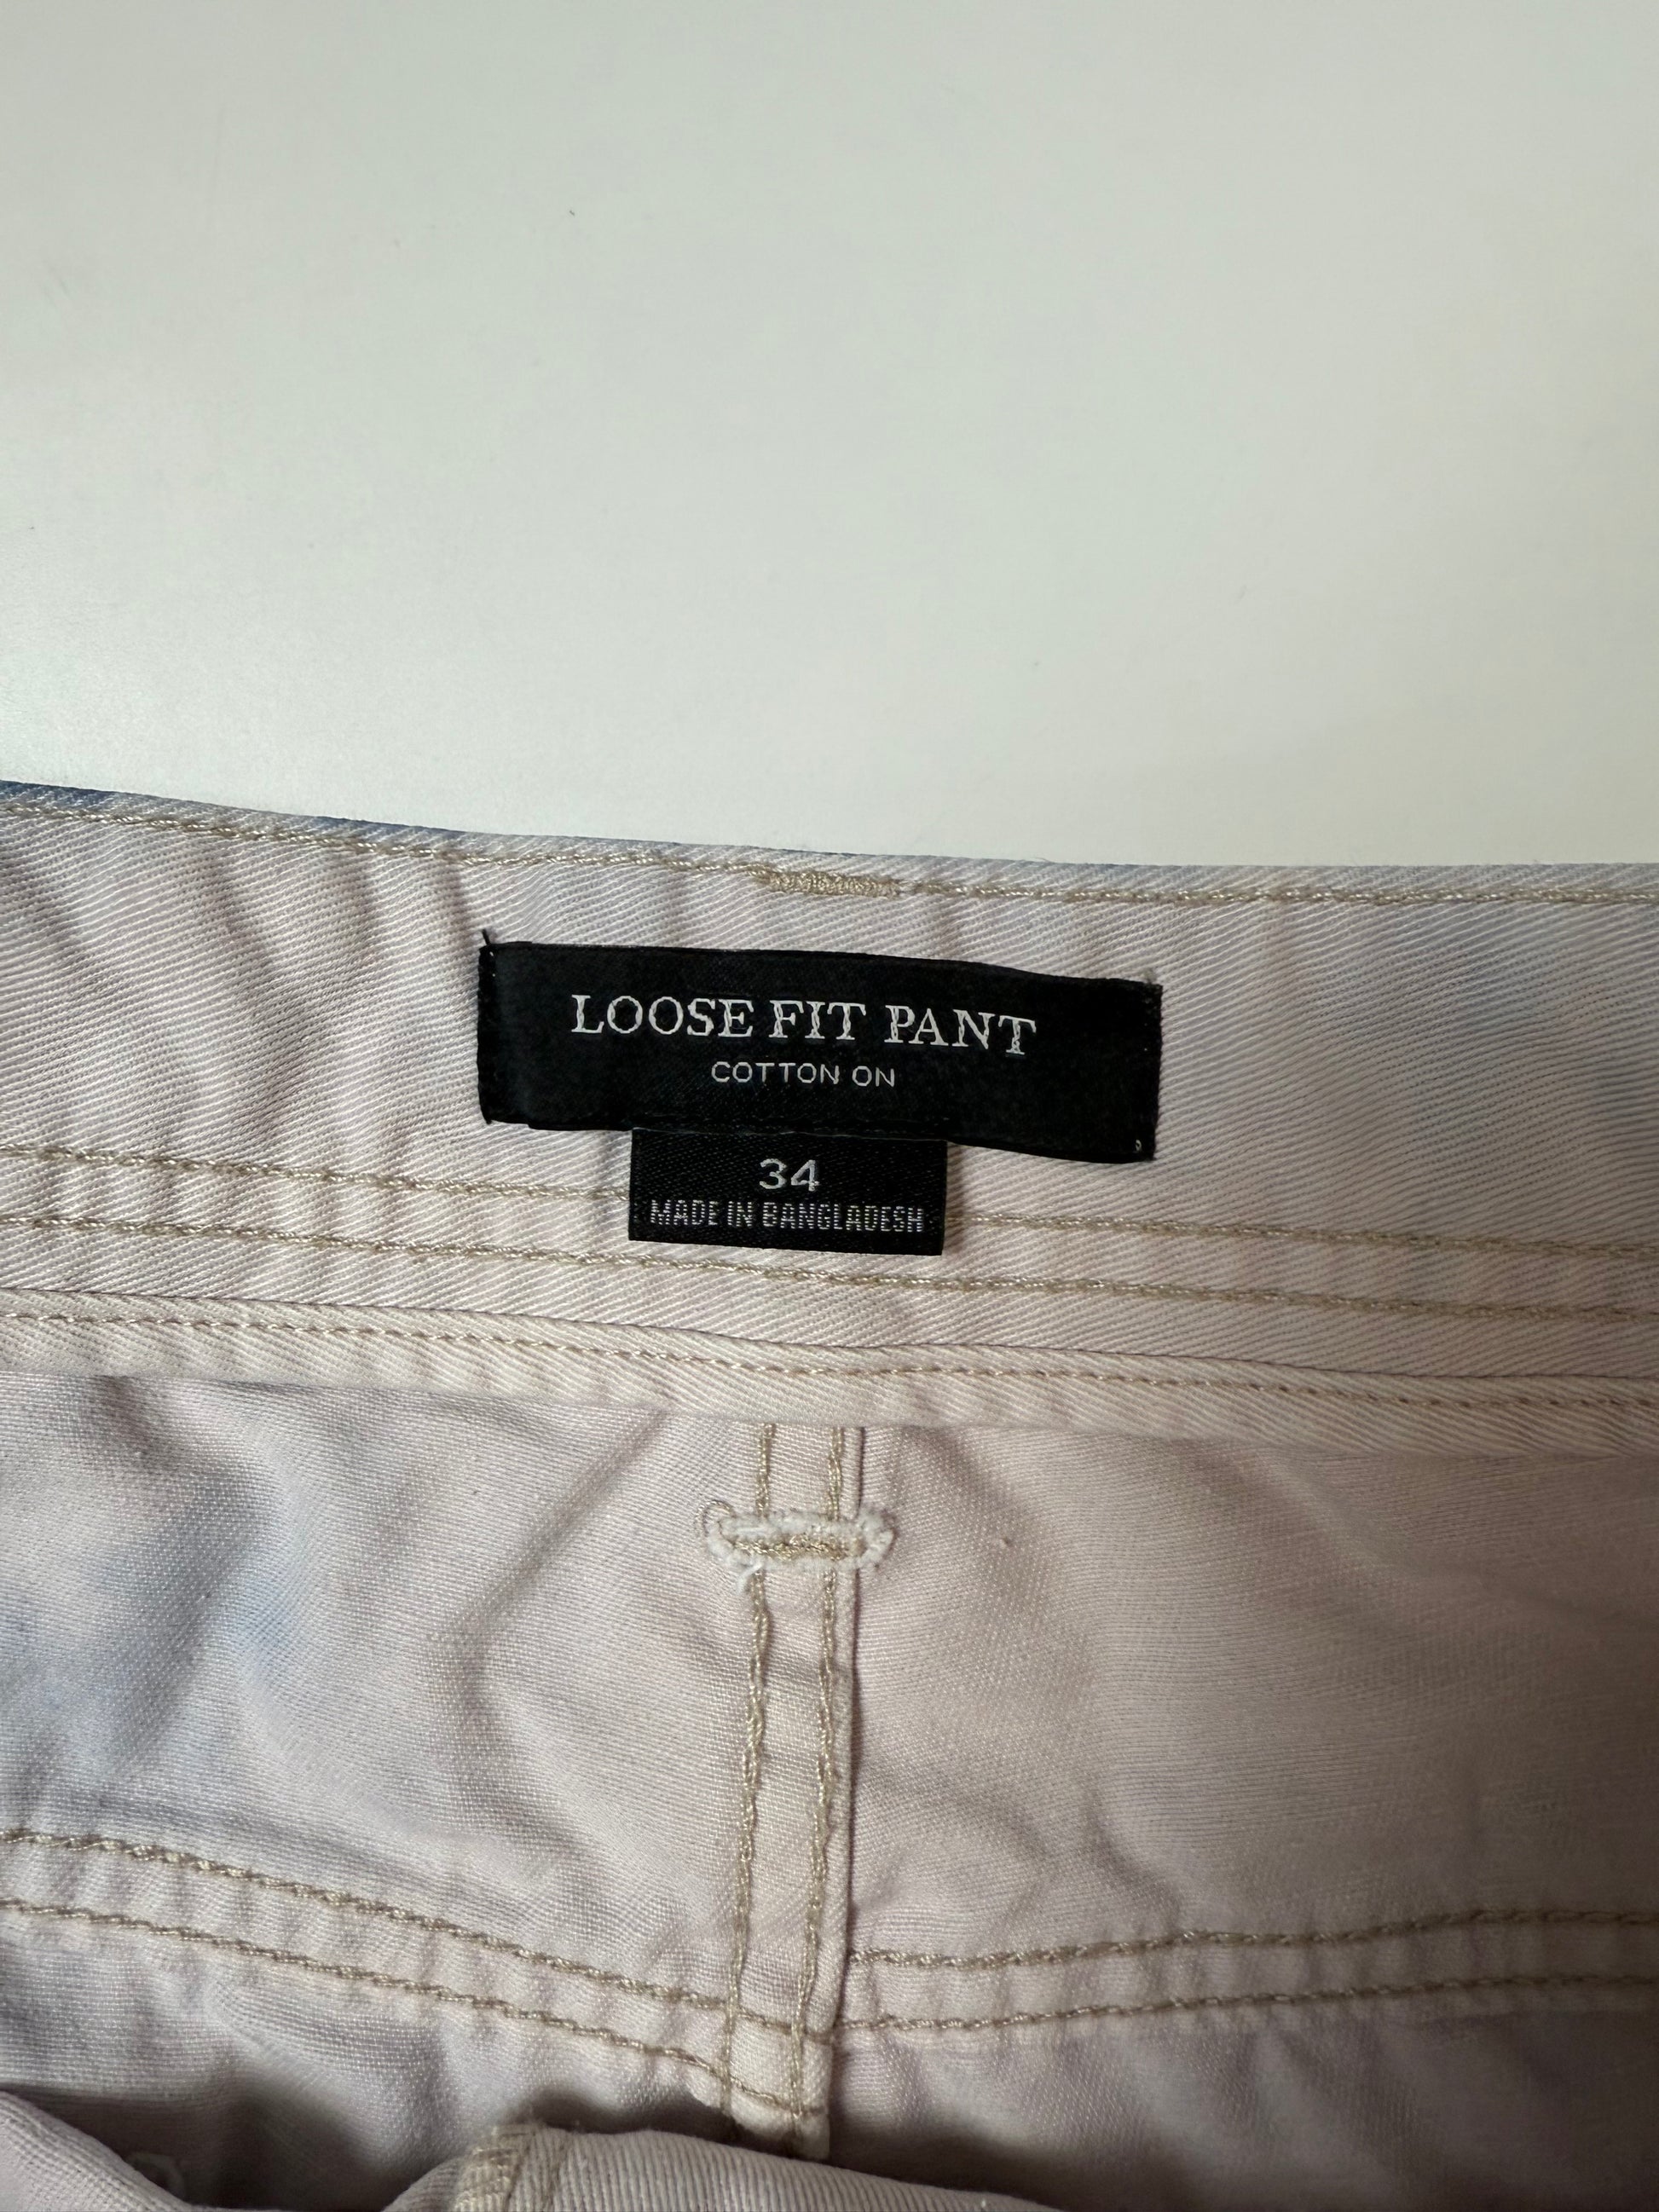 LOOSE FIT PANT
COTTON ON
34
MADE IN BANGLADESH